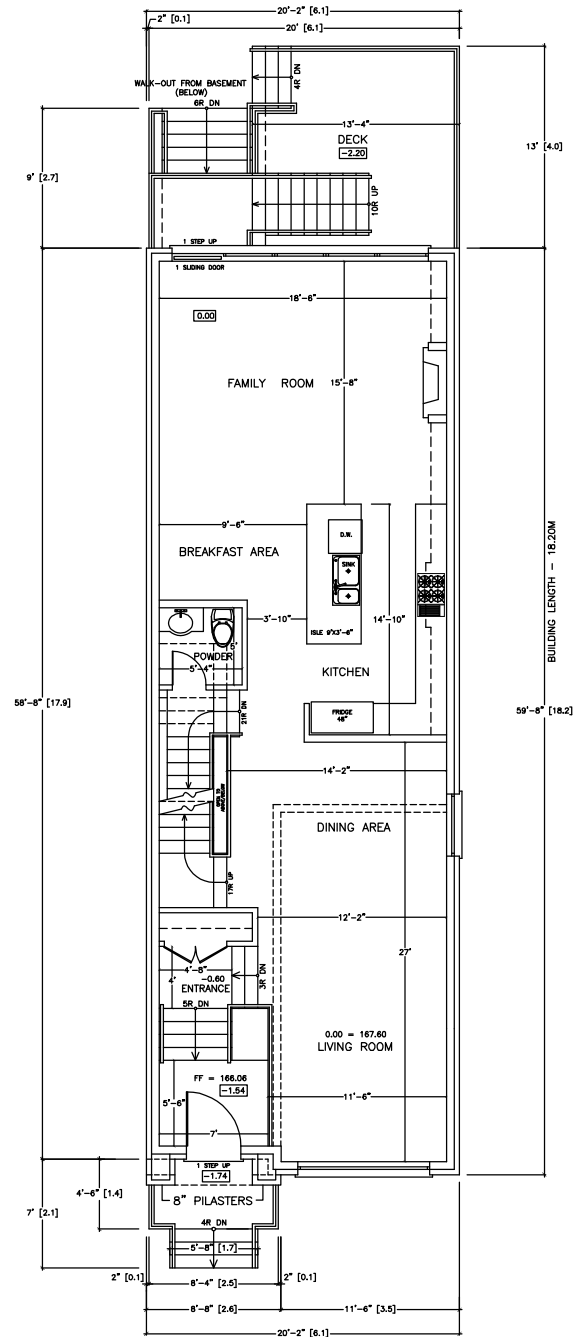 20'-2" [6.1]
2" [0.1]
20' [6.1]
WALK-OUT FROM BASEMENT
(BELOW)
6R DN
4R DN
13'-4"
DECK
-2.20
13' [4.0]
9' [2.7]
10R UP
1 STEP UP
1 SLIDING DOOR
18'-6"
0.00
FAMILY ROOM
15'-8"
9'-6"
BREAKFAST AREA
D.W.
SINK
BUILDING LENGTH - 18.20M
3'-10"
14'-10"
ISLE 9'X3'-6"
POWDER
5'
5'-4"
KITCHEN
58'-8" [17.9]
59'-8" [18.2]
21R DN
FRIDGE
48"
14'-2"
OPEN TO
ABOVE/BELOW
DINING AREA
17R UP
12'-2"
27'
4'-8"
4'
-0.60
ENTRANCE
3R DN
5R DN
0.00 = 167.60
LIVING ROOM
FF = 166.06
-1.54
5'-6"
11'-6"
7'
1 STEP UP
-1.74
4'-6" [1.4]
8" PILASTERS
7' [2.1]
4R DN
5'-8" [1.7]
2" [0.1]
8'-4" [2.5]
2" [0.1]
8'-8" [2.6]
11'-6" [3.5]
20'-2" [6.1]